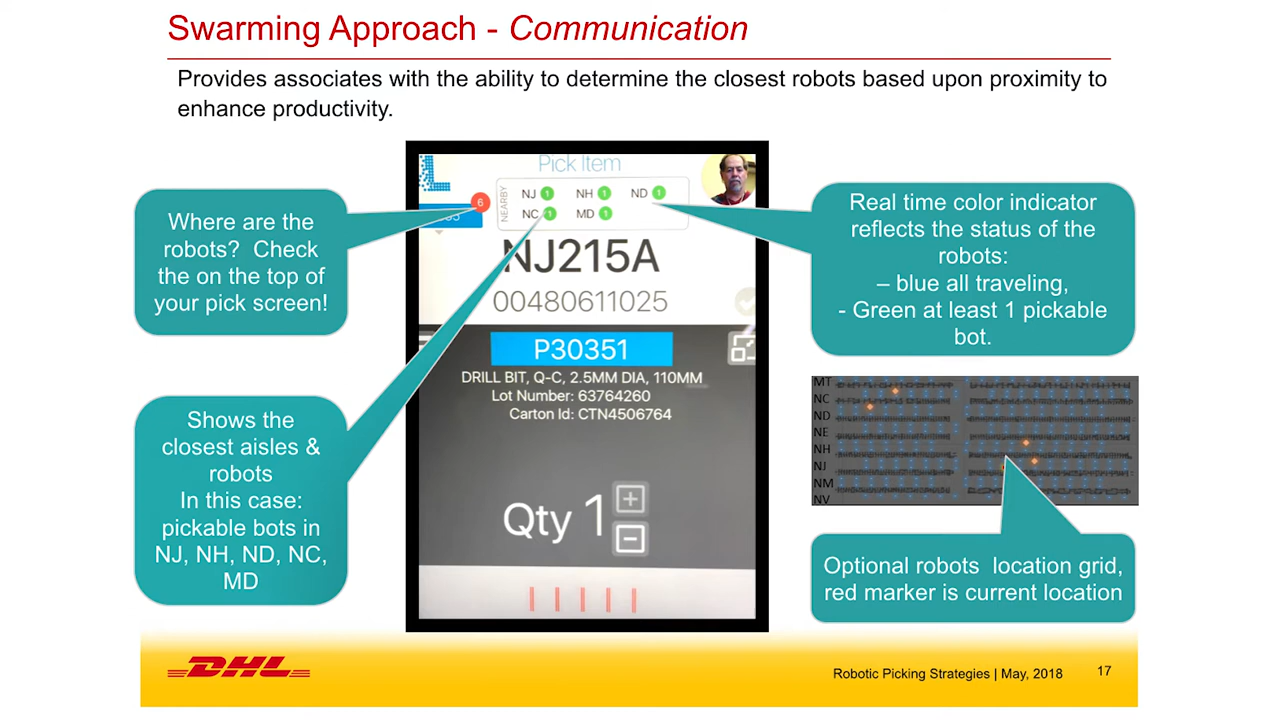 Swarming Approach - Communication
Provides associates with the ability to determine the closest robots based upon proximity to
enhance productivity.
Where are the
robots?  Check
the on the top of
your pick screen!
Shows the
closest aisles &
robots
In this case:
pickable bots in
NJ, NH, ND, NC,
MD
Pick Item
6
NEARBY
NJ 1 NH 1 ND 1
NC 1 MD 1
NJ215A
00480611025
P30351
DRILL BIT, Q-C, 2.5MM DIA, 110MM
Lot Number: 63764260
Carton Id: CTN4506764
Qty 1
Real time color indicator
reflects the status of the
robots:
– blue all traveling,
- Green at least 1 pickable
bot.
MT
NC
ND
NE
NH
NJ
NM
NV
Optional robots  location grid,
red marker is current location
DHL
Robotic Picking Strategies | May, 2018
17